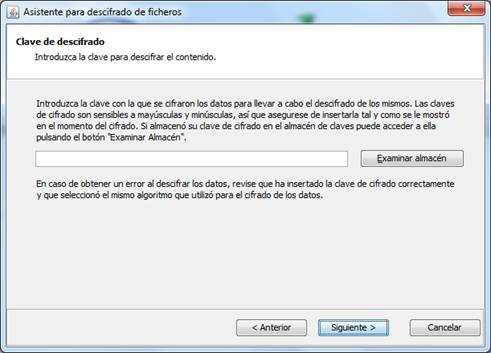 Asistente para descifrado de ficheros
Clave de descifrado
Introduzca la clave para descifrar el contenido.
Introduzca la clave con la que se cifraron los datos para llevar a cabo el descifrado de los mismos. Las claves
de cifrado son sensibles a mayúsculas y minúsculas, así que asegurese de insertarla tal y como se le mostró
en el momento del cifrado. Si almacenó su clave de cifrado en el almacén de claves puede acceder a ella
pulsando el botón "Examinar Almacén".
Examinar almacén
En caso de obtener un error al descifrar los datos, revise que ha insertado la clave de cifrado correctamente
y que seleccionó el mismo algoritmo que utilizó para el cifrado de los datos.
< Anterior
Siguiente >
Cancelar